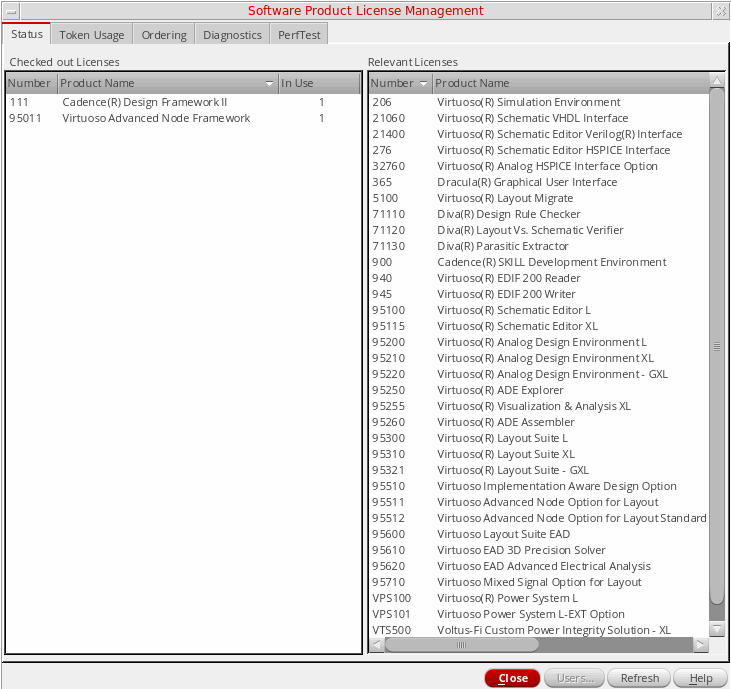 Software Product License Management
Status Token Usage Ordering Diagnostics PerfTest
Checked out Licenses
Number Product Name In Use
111 Cadence(R) Design Framework II 1
95011 Virtuoso Advanced Node Framework 1
Relevant Licenses
Number Product Name
206 Virtuoso(R) Simulation Environment
21060 Virtuoso(R) Schematic VHDL Interface
21400 Virtuoso(R) Schematic Editor Verilog(R) Interface
276 Virtuoso(R) Schematic Editor HSPICE Interface
32760 Virtuoso(R) Analog HSPICE Interface Option
365 Dracula(R) Graphical User Interface
5100 Virtuoso(R) Layout Migrate
71110 Diva(R) Design Rule Checker
71120 Diva(R) Layout Vs. Schematic Verifier
71130 Diva(R) Parasitic Extractor
900 Cadence(R) SKILL Development Environment
940 Virtuoso(R) EDIF 200 Reader
945 Virtuoso(R) EDIF 200 Writer
95100 Virtuoso(R) Schematic Editor L
95115 Virtuoso(R) Schematic Editor XL
95200 Virtuoso(R) Analog Design Environment L
95210 Virtuoso(R) Analog Design Environment XL
95220 Virtuoso(R) Analog Design Environment - GXL
95250 Virtuoso(R) ADE Explorer
95255 Virtuoso(R) Visualization & Analysis XL
95260 Virtuoso(R) ADE Assembler
95300 Virtuoso(R) Layout Suite L
95310 Virtuoso(R) Layout Suite XL
95321 Virtuoso(R) Layout Suite - GXL
95510 Virtuoso Implementation Aware Design Option
95511 Virtuoso Advanced Node Option for Layout
95512 Virtuoso Advanced Node Option for Layout Standard
95600 Virtuoso Layout Suite EAD
95610 Virtuoso EAD 3D Precision Solver
95620 Virtuoso EAD Advanced Electrical Analysis
95710 Virtuoso Mixed Signal Option for Layout
VPS100 Virtuoso(R) Power System L
VPS101 Virtuoso Power System L-EXT Option
VTS500 Voltus-Fi Custom Power Integrity Solution - XL
Close Users... Refresh Help